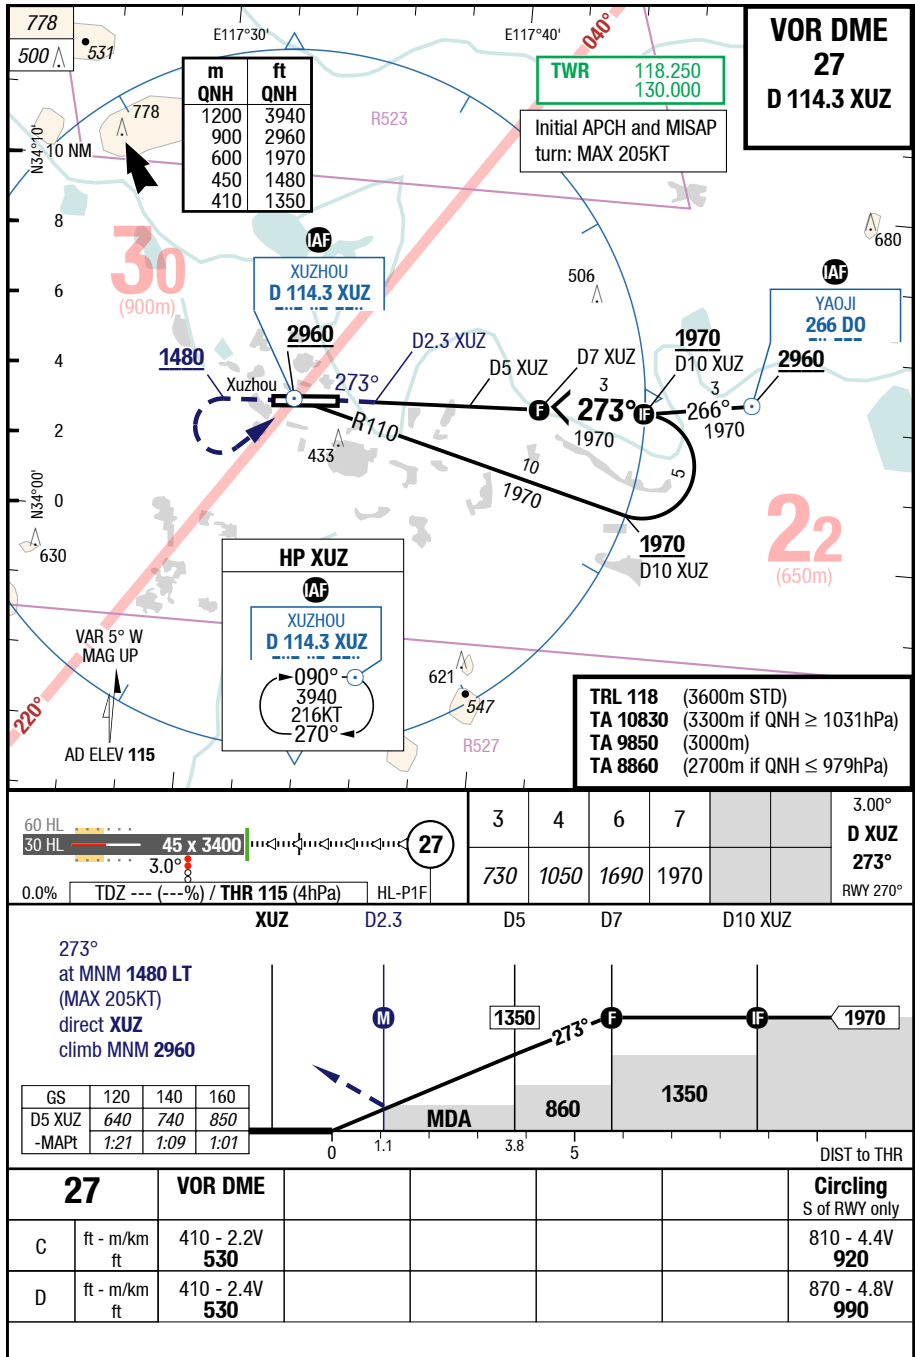 778
500
531
E117°30'
E117°40'
040°
VOR DME
27
D 114.3 XUZ
TWR 118.250
130.000
Initial APCH and MISAP
turn: MAX 205KT
m ft
QNH QNH
1200 3940
900 2960
600 1970
450 1480
410 1350
778
R523
N34°10'
10 NM
8
6
4
2
0
N34°00'
30
(900m)
IAF
XUZHOU
D 114.3 XUZ
2960
1480
Xuzhou
273°
D2.3 XUZ
D5 XUZ
D7 XUZ
506
680
IAF
YAOJI
266 DO
2960
1970
D10 XUZ
F
3
273°
1970
IF
3
266°
1970
R110
433
10
1970
5
1970
D10 XUZ
22
(650m)
630
HP XUZ
IAF
XUZHOU
D 114.3 XUZ
090°
3940
216KT
270°
VAR 5° W
MAG UP
220°
AD ELEV 115
621
547
R527
TRL 118 (3600m STD)
TA 10830 (3300m if QNH ≥ 1031hPa)
TA 9850 (3000m)
TA 8860 (2700m if QNH ≤ 979hPa)
60 HL
30 HL
45 x 3400
27
3.0°
0.0%
TDZ --- (---%) / THR 115 (4hPa)
HL-P1F
3 4 6 7
730 1050 1690 1970
3.00°
D XUZ
273°
RWY 270°
XUZ D2.3 D5 D7 D10 XUZ
273°
at MNM 1480 LT
(MAX 205KT)
direct XUZ
climb MNM 2960
M
1350
273°
F
IF
1970
MDA
860
1350
GS 120 140 160
D5 XUZ 640 740 850
-MAPt 1:21 1:09 1:01
0 1.1 3.8 5 DIST to THR
27 VOR DME Circling
S of RWY only
C ft - m/km 410 - 2.2V 810 - 4.4V
ft 530 920
D ft - m/km 410 - 2.4V 870 - 4.8V
ft 530 990